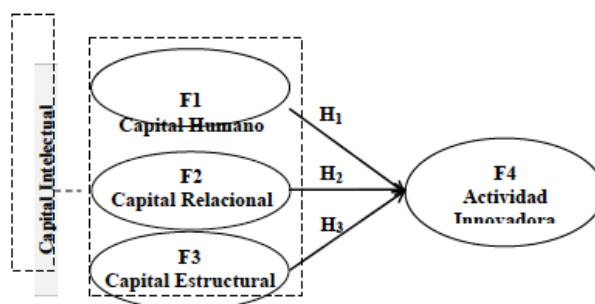 Capital Intelectual
F1
Capital Humano
F2
Capital Relacional
F3
Capital Estructural
H1
H2
H3
F4
Actividad
Innovadora